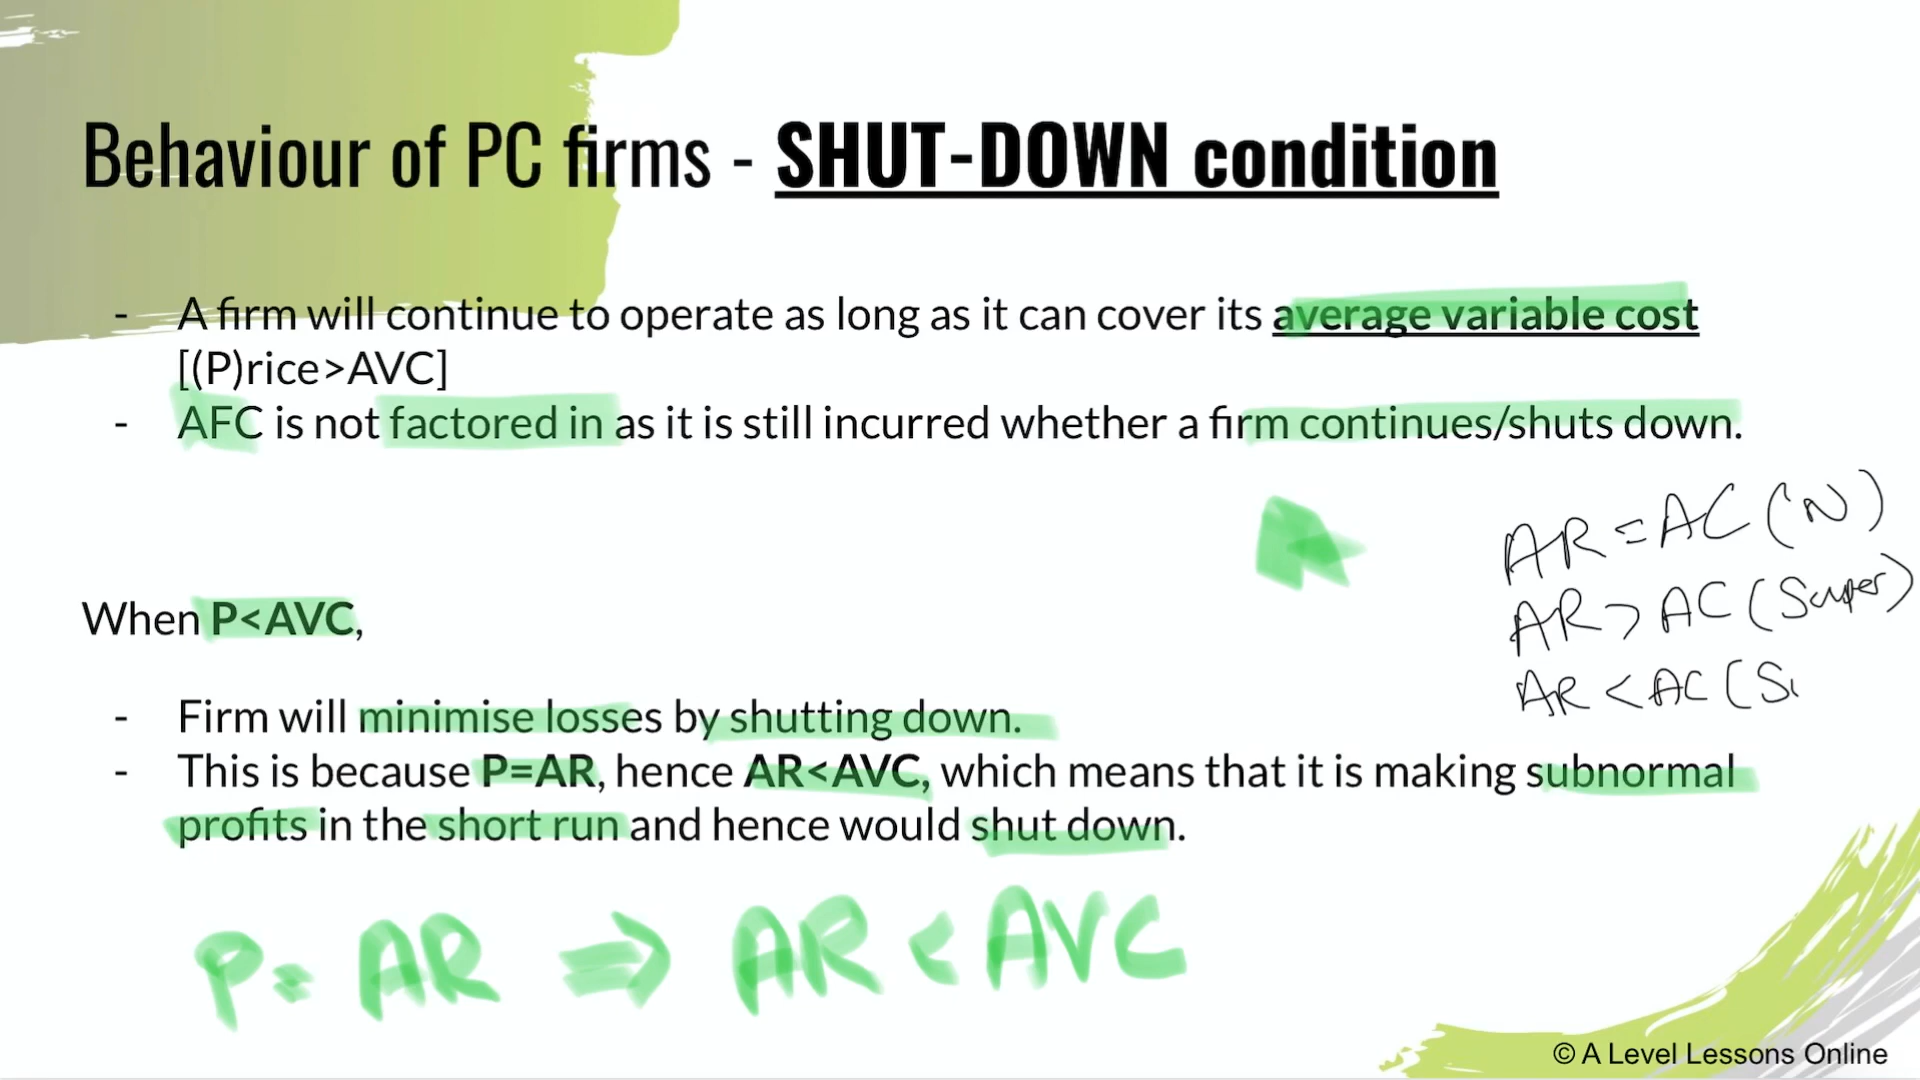 Behaviour of PC firms - SHUT-DOWN condition
- A firm will continue to operate as long as it can cover its average variable cost
[(P)rice>AVC]
- AFC is not factored in as it is still incurred whether a firm continues/shuts down.
AR=AC (N)
AR>AC (Super)
AR<AC (S
When P<AVC,
- Firm will minimise losses by shutting down.
- This is because P=AR, hence AR<AVC, which means that it is making subnormal
profits in the short run and hence would shut down.
P= AR ⇒ AR < AVC
© A Level Lessons Online